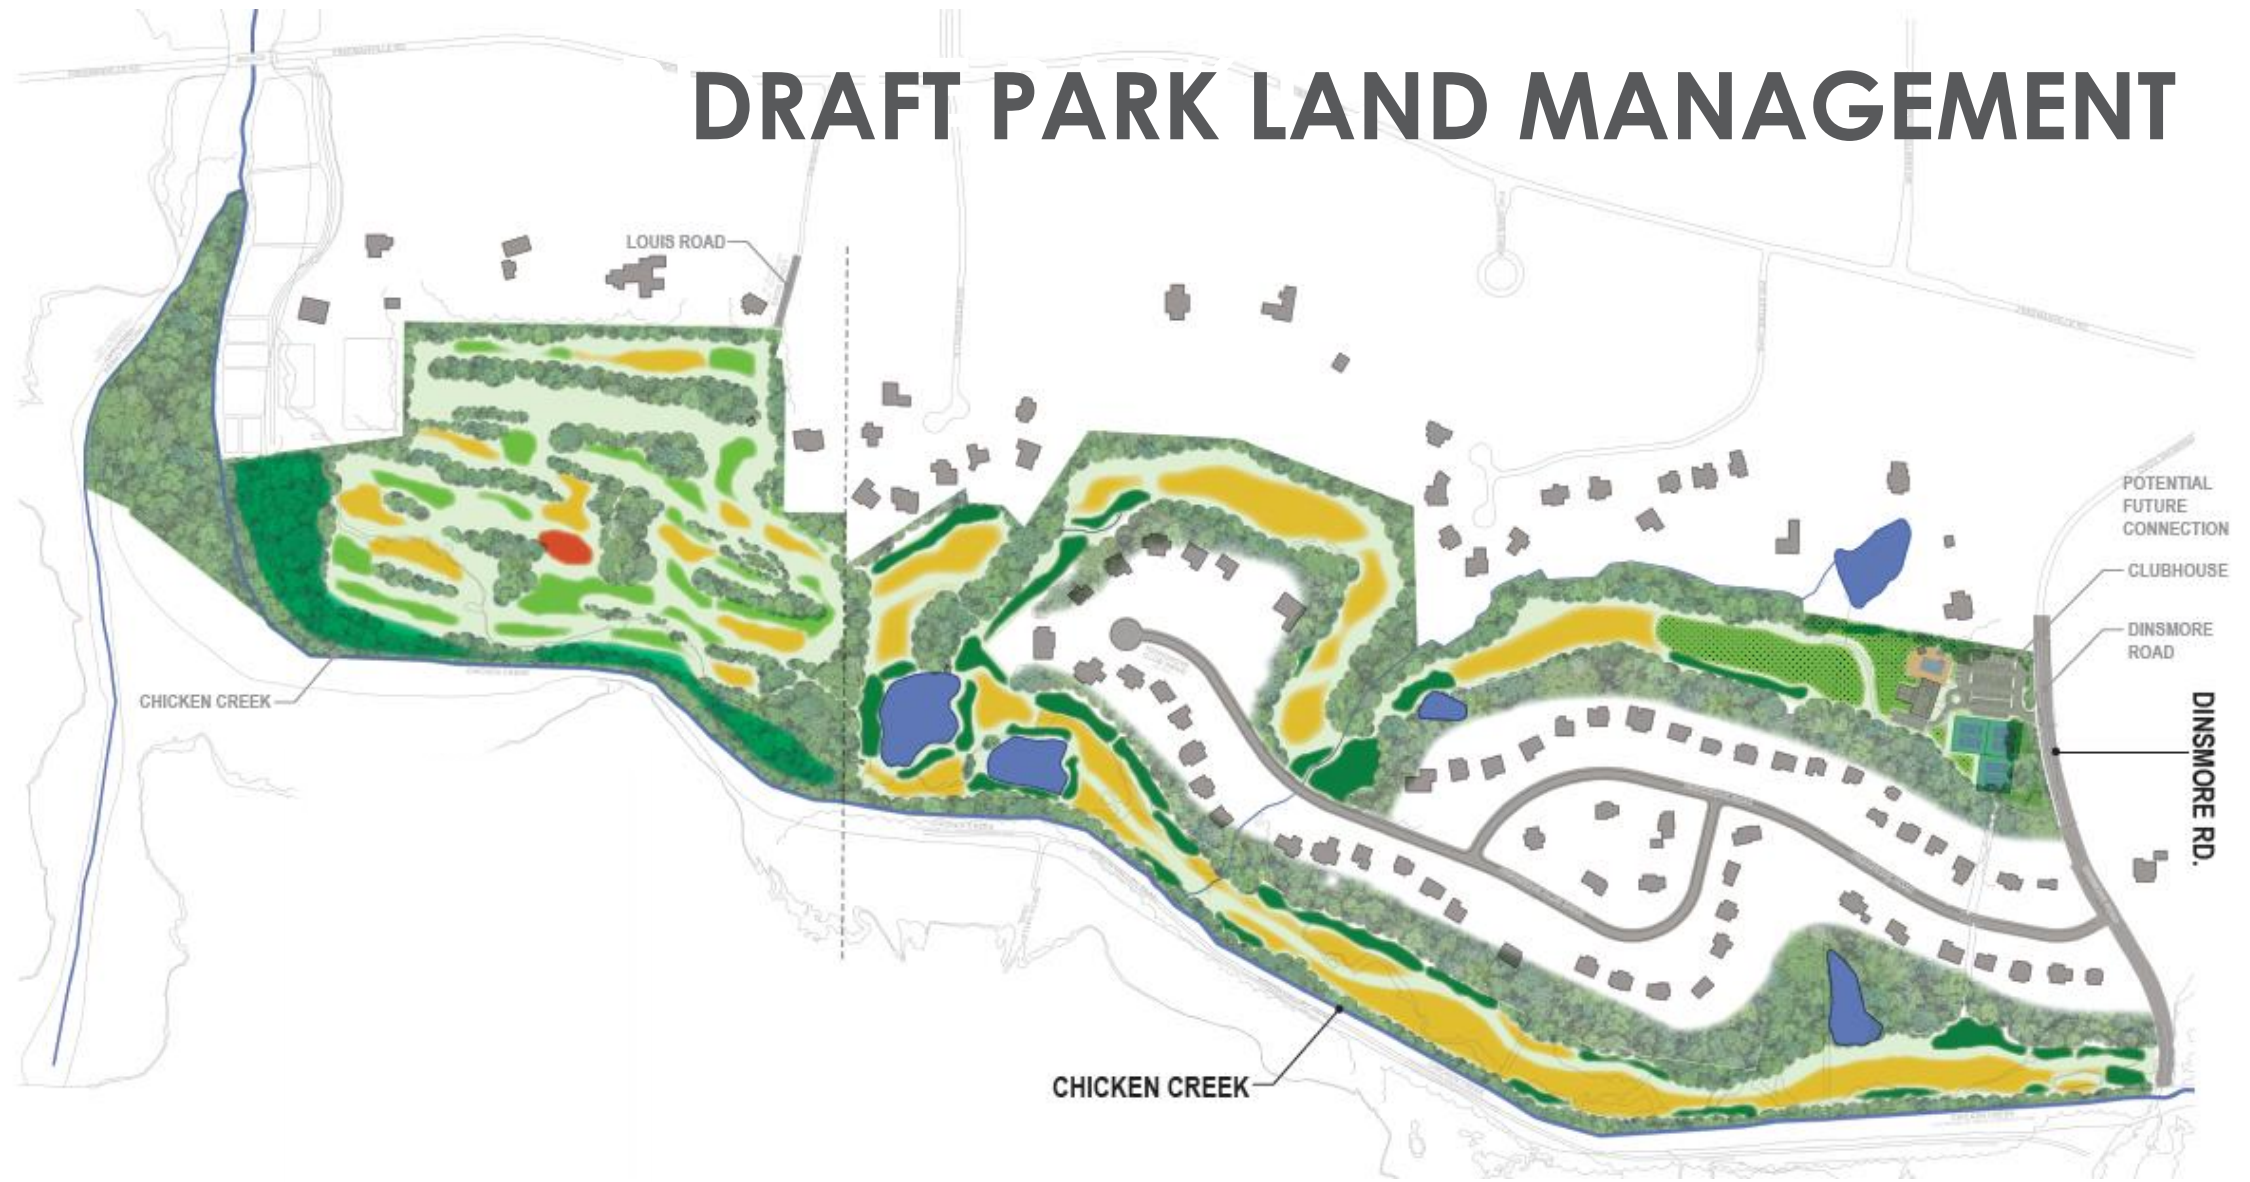 DRAFT PARK LAND MANAGEMENT
LOUIS ROAD
POTENTIAL
FUTURE
CONNECTION
CLUBHOUSE
DINSMORE
ROAD
DINSMORE RD.
CHICKEN CREEK
CHICKEN CREEK